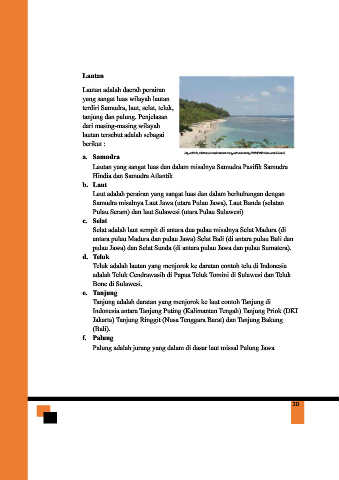 Lautan
Lautan adalah daerah perairan
yang sangat luas wilayah lautan
terdiri Samudra, laut, selat, teluk,
tanjung dan palung. Penjelasan
dari masing-masing wilayah
lautan tersebut adalah sebagai
berikut :
a. Samudra
Lautan yang sangat luas dan dalam misalnya Samudra Pasifik Samudra
Hindia dan Samudra Atlantik
b. Laut
Laut adalah perairan yang sangat luas dan dalam berhubungan dengan
Samudra misalnya Laut Jawa (utara Pulau Jawa), Laut Banda (selatan
Pulau Seram) dan laut Sulawesi (utara Pulau Sulawesi)
c. Selat
Selat adalah laut sempit di antara dua pulau misalnya Selat Madura (di
antara pulau Madura dan pulau Jawa) Selat Bali (di antara pulau Bali dan
pulau Jawa) dan Selat Sunda (di antara pulau Jawa dan pulau Sumatera).
d. Teluk
Teluk adalah lautan yang menjorok ke daratan contoh telu di Indonesia
adalah Teluk Cendrawasih di Papua Teluk Tomini di Sulawesi dan Teluk
Bone di Sulawesi.
e. Tanjung
Tanjung adalah daratan yang menjorok ke laut contoh Tanjung di
Indonesia antara Tanjung Puting (Kalimantan Tengah) Tanjung Priok (DKI
Jakarta) Tanjung Ringgit (Nusa Tenggara Barat) dan Tanjung Bakung
(Bali).
f. Palung
Palung adalah jurang yang dalam di dasar laut missal Palung Jawa
20